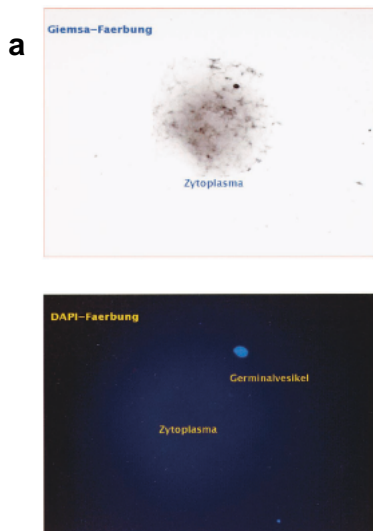 a
Giemsa-Faerbung
Zytoplasma
DAPI-Faerbung
Germinalvesikel
Zytoplasma